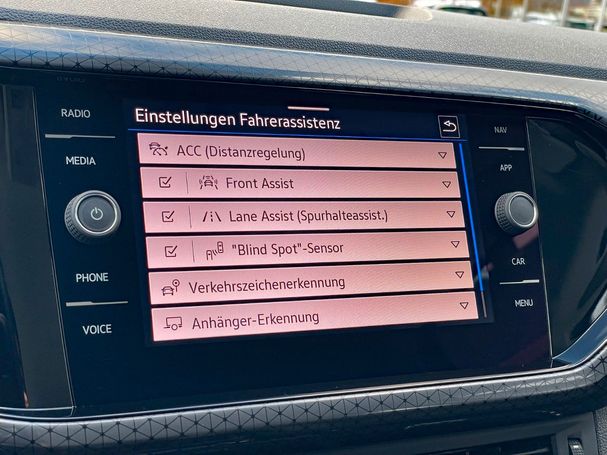 RADIO
MEDIA
PHONE
VOICE
Einstellungen Fahrerassistenz
ACC (Distanzregelung)
Front Assist
Lane Assist (Spurhalteassist.)
"Blind Spot"-Sensor
Verkehrszeichenerkennung
Anhänger-Erkennung
NAV
APP
CAR
MENU